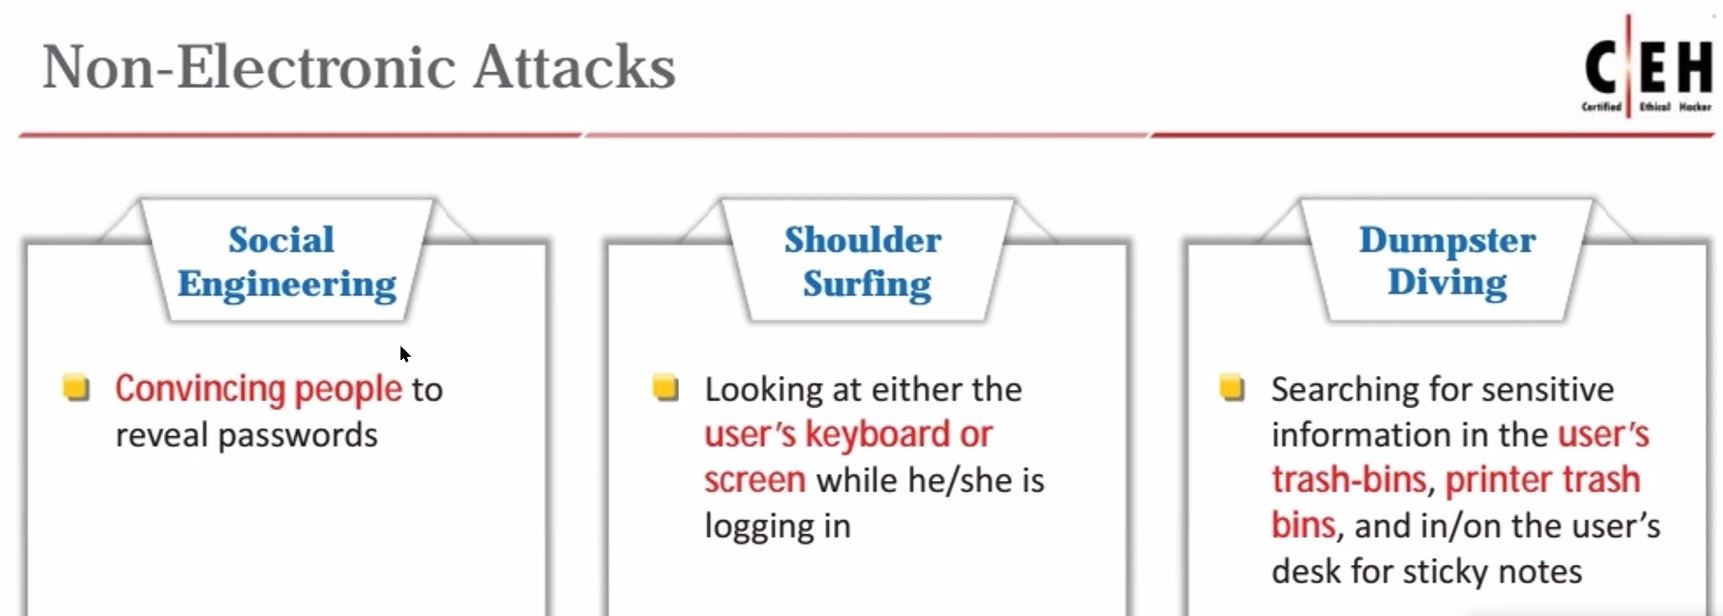 Non-Electronic Attacks
C EH
Certified Ethical Hacker
Social
Engineering
Convincing people to
reveal passwords
Shoulder
Surfing
Looking at either the
user's keyboard or
screen while he/she is
logging in
Dumpster
Diving
Searching for sensitive
information in the user's
trash-bins, printer trash
bins, and in/on the user's
desk for sticky notes